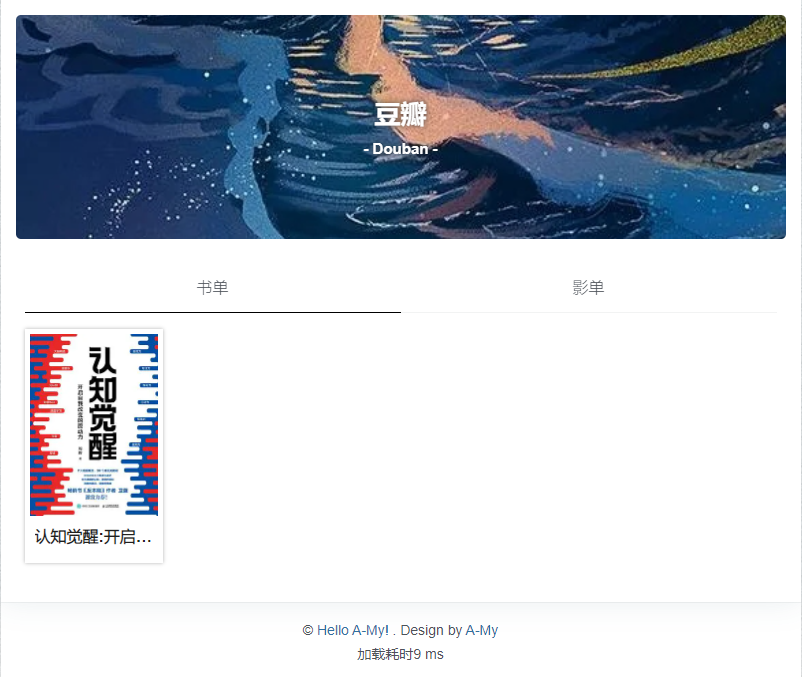 豆瓣
- Douban -
书单
影单
认知觉醒
开启自我改变的原动力
认知觉醒:开启...
© Hello A-My! . Design by A-My
加载耗时9 ms